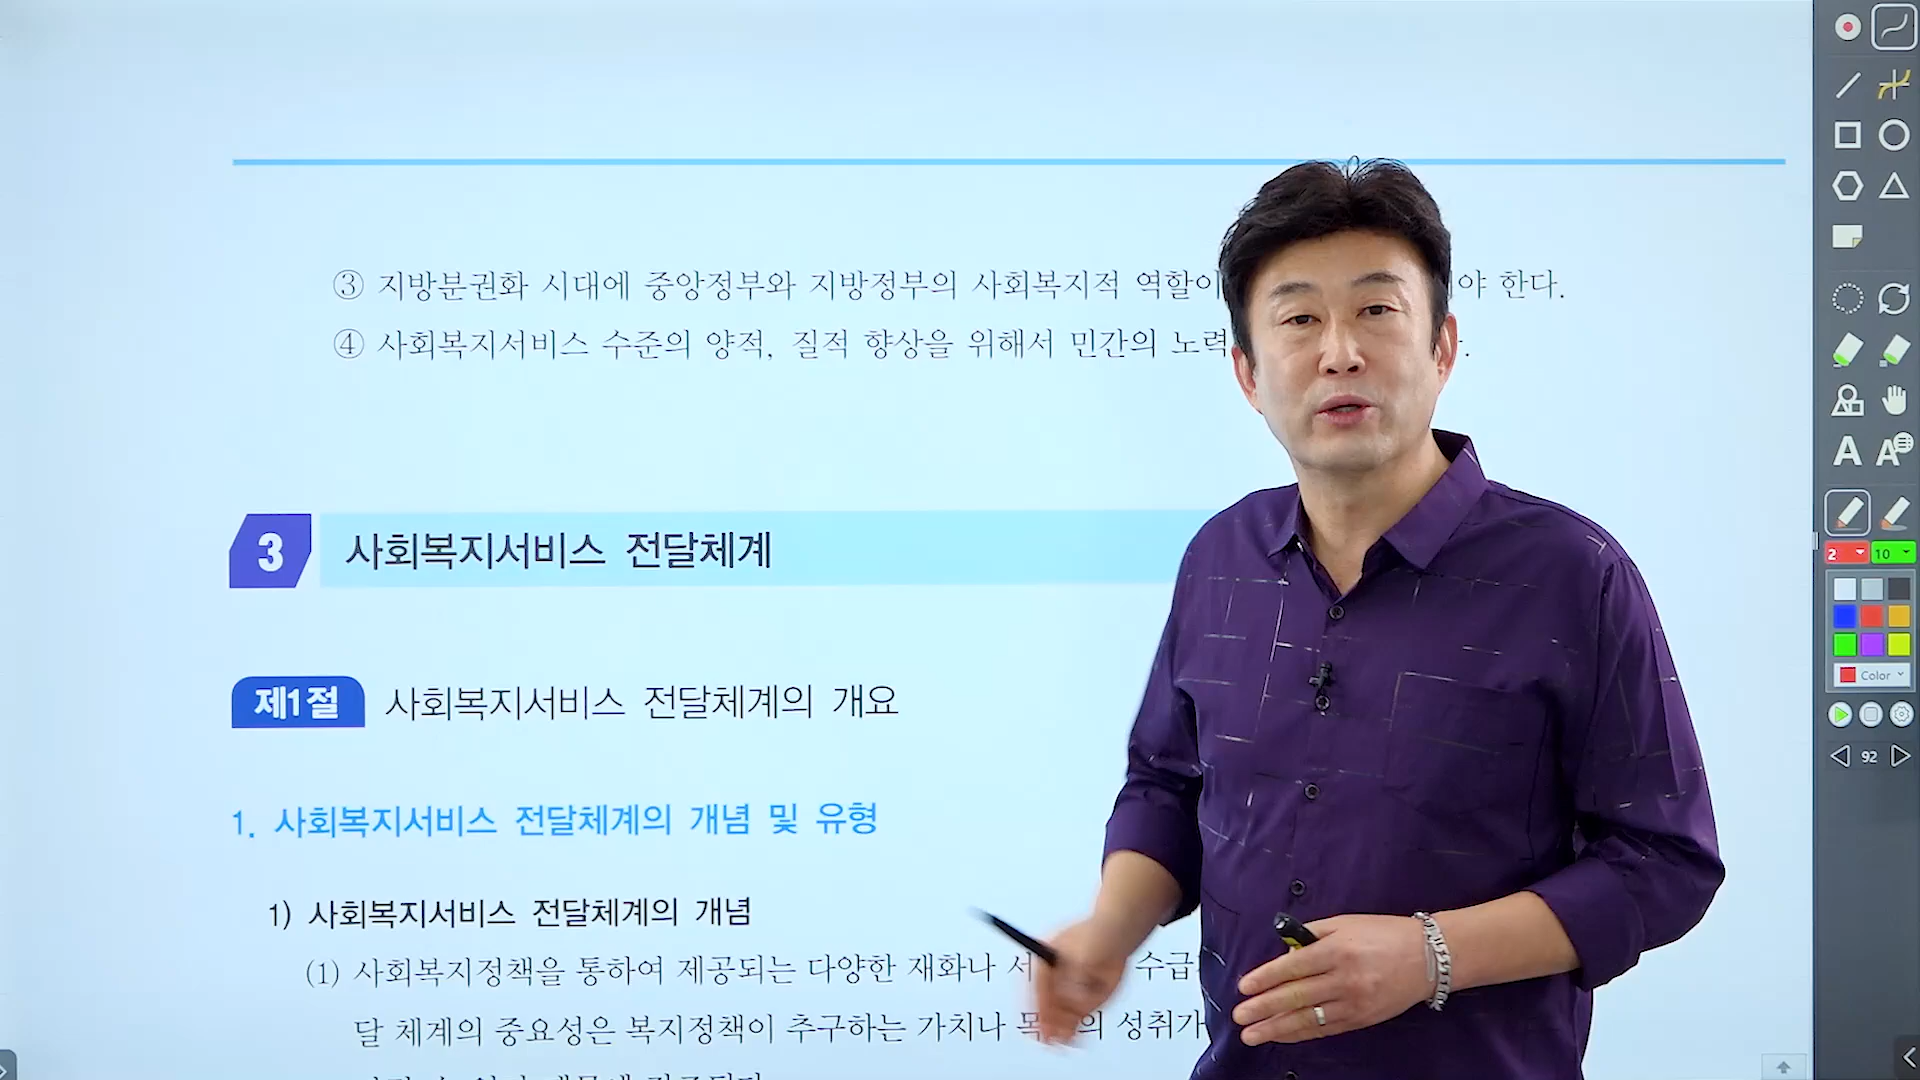 ③ 지방분권화 시대에 중앙정부와 지방정부의 사회복지적 역할이 야 한다.
④ 사회복지서비스 수준의 양적, 질적 향상을 위해서 민간의 노력
3 사회복지서비스 전달체계
제1절 사회복지서비스 전달체계의 개요
1. 사회복지서비스 전달체계의 개념 및 유형
1) 사회복지서비스 전달체계의 개념
(1) 사회복지정책을 통하여 제공되는 다양한 재화나 서 수급
달 체계의 중요성은 복지정책이 추구하는 가치나 목 의 성취가
A A
2 10
Color
92